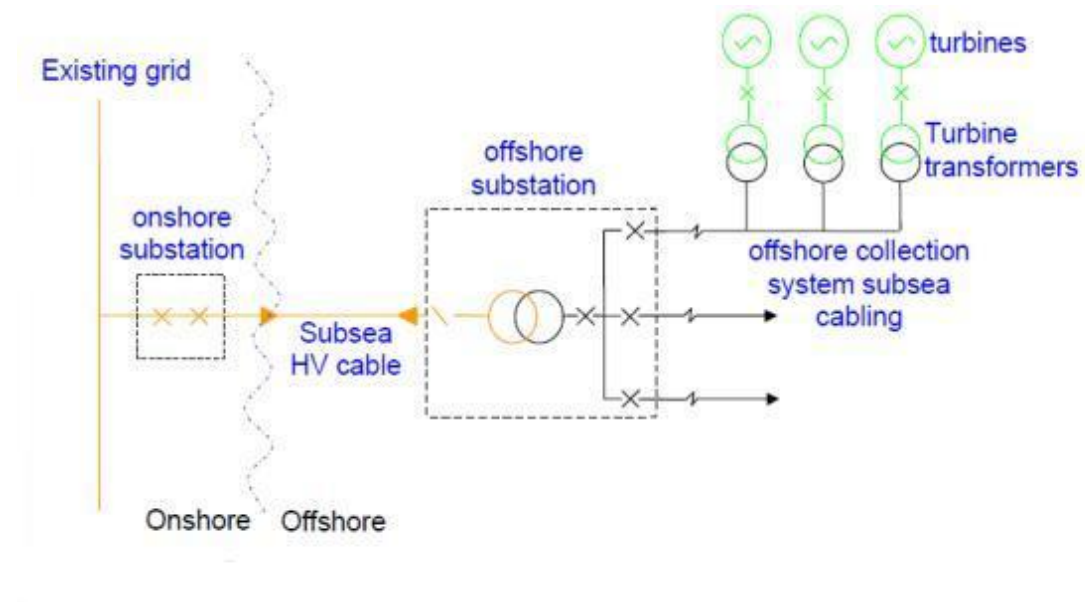 Existing grid
turbines
Turbine
transformers
offshore
substation
onshore
substation
offshore collection
system subsea
cabling
Subsea
HV cable
Onshore
Offshore